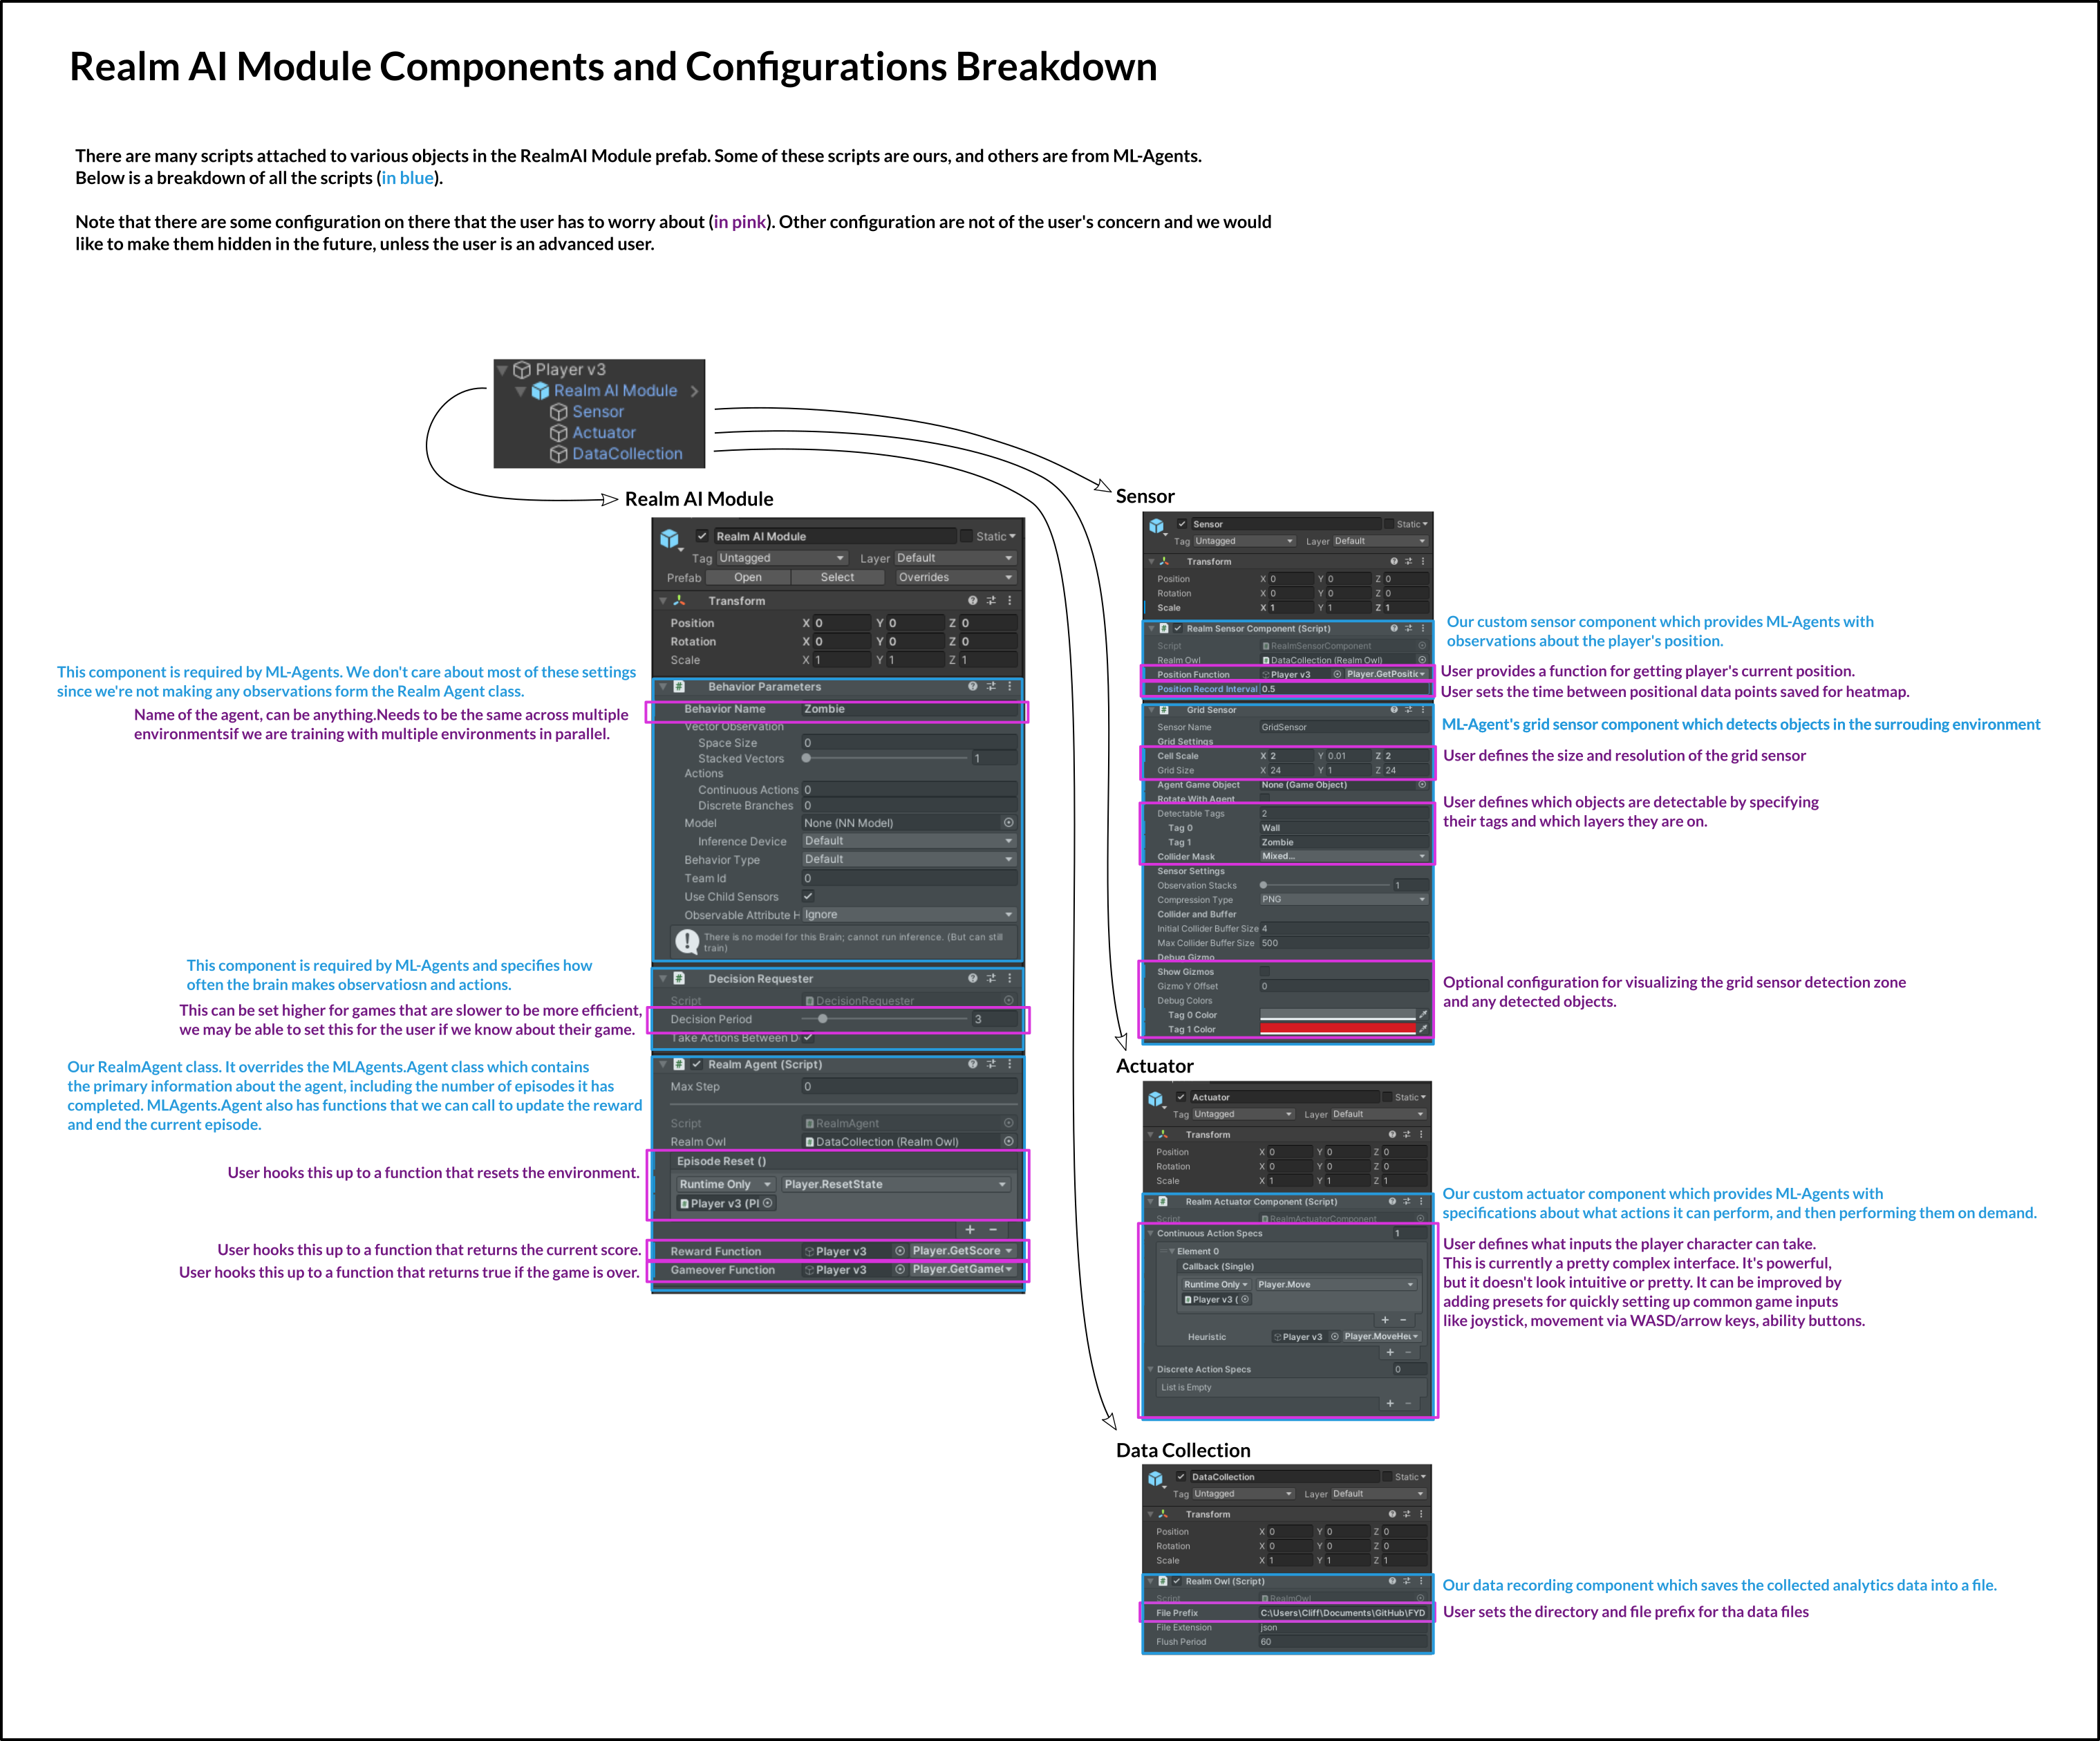 Realm AI Module Components and Configurations Breakdown
There are many scripts attached to various objects in the RealmAI Module prefab. Some of these scripts are ours, and others are from ML-Agents.
Below is a breakdown of all the scripts (in blue).
Note that there are some configuration on there that the user has to worry about (in pink). Other configuration are not of the user's concern and we would
like to make them hidden in the future, unless the user is an advanced user.
Player v3
Realm AI Module
Sensor
Actuator
DataCollection
Realm AI Module
Realm AI Module Static
Tag Untagged Layer Default
Prefab Open Select Overrides
Transform
Position X 0 Y 0 Z 0
Rotation X 0 Y 0 Z 0
Scale X 1 Y 1 Z 1
This component is required by ML-Agents. We don't care about most of these settings
since we're not making any observations form the Realm Agent class.
Behavior Parameters
Name of the agent, can be anything.Needs to be the same across multiple
environmentsif we are training with multiple environments in parallel.
Behavior Name Zombie
Vector Observation
Space Size 0
Stacked Vectors 1
Actions
Continuous Actions 0
Discrete Branches 0
Model None (NN Model)
Inference Device Default
Behavior Type Default
Team Id 0
Use Child Sensors
Observable Attribute H Ignore
There is no model for this Brain; cannot run inference. (But can still
train)
This component is required by ML-Agents and specifies how
often the brain makes observatiosn and actions.
Decision Requester
Script DecisionRequester
This can be set higher for games that are slower to be more efficient,
we may be able to set this for the user if we know about their game.
Decision Period 3
Take Actions Between D
Our RealmAgent class. It overrides the MLAgents.Agent class which contains
the primary information about the agent, including the number of episodes it has
completed. MLAgents.Agent also has functions that we can call to update the reward
and end the current episode.
Realm Agent (Script)
Max Step 0
Script RealmAgent
Realm Owl DataCollection (Realm Owl)
User hooks this up to a function that resets the environment.
Episode Reset ()
Runtime Only Player.ResetState
Player v3 (Pl
+ −
User hooks this up to a function that returns the current score.
Reward Function Player v3 Player.GetScore
User hooks this up to a function that returns true if the game is over.
Gameover Function Player v3 Player.GetGame(
Sensor
Sensor Static
Tag Untagged Layer Default
Transform
Position X 0 Y 0 Z 0
Rotation X 0 Y 0 Z 0
Scale X 1 Y 1 Z 1
Realm Sensor Component (Script)
Our custom sensor component which provides ML-Agents with
observations about the player's position.
Script RealmSensorComponent
Realm Owl DataCollection (Realm Owl)
Position Function Player v3 Player.GetPositic
User provides a function for getting player's current position.
Position Record Interval 0.5
User sets the time between positional data points saved for heatmap.
Grid Sensor
ML-Agent's grid sensor component which detects objects in the surrouding environment
Sensor Name GridSensor
Grid Settings
Cell Scale X 2 Y 0.01 Z 2
Grid Size X 24 Y 1 Z 24
User defines the size and resolution of the grid sensor
Agent Game Object None (Game Object)
Rotate With Agent
Detectable Tags 2
Tag 0 Wall
Tag 1 Zombie
Collider Mask Mixed...
User defines which objects are detectable by specifying
their tags and which layers they are on.
Sensor Settings
Observation Stacks 1
Compression Type PNG
Collider and Buffer
Initial Collider Buffer Size 4
Max Collider Buffer Size 500
Debug Gizmo
Show Gizmos
Gizmo Y Offset 0
Debug Colors
Tag 0 Color
Tag 1 Color
Optional configuration for visualizing the grid sensor detection zone
and any detected objects.
Actuator
Actuator Static
Tag Untagged Layer Default
Transform
Position X 0 Y 0 Z 0
Rotation X 0 Y 0 Z 0
Scale X 1 Y 1 Z 1
Realm Actuator Component (Script)
Our custom actuator component which provides ML-Agents with
specifications about what actions it can perform, and then performing them on demand.
Script RealmActuatorComponent
Continuous Action Specs 1
Element 0
Callback (Single)
Runtime Only Player.Move
Player v3 (
+ −
Heuristic Player v3 Player.MoveHeu
+ −
Discrete Action Specs 0
List is Empty
+ −
User defines what inputs the player character can take.
This is currently a pretty complex interface. It's powerful,
but it doesn't look intuitive or pretty. It can be improved by
adding presets for quickly setting up common game inputs
like joystick, movement via WASD/arrow keys, ability buttons.
Data Collection
DataCollection Static
Tag Untagged Layer Default
Transform
Position X 0 Y 0 Z 0
Rotation X 0 Y 0 Z 0
Scale X 1 Y 1 Z 1
Realm Owl (Script)
Our data recording component which saves the collected analytics data into a file.
Script RealmOwl
File Prefix C:\Users\Cliff\Documents\GitHub\FYD
User sets the directory and file prefix for tha data files
File Extension json
Flush Period 60